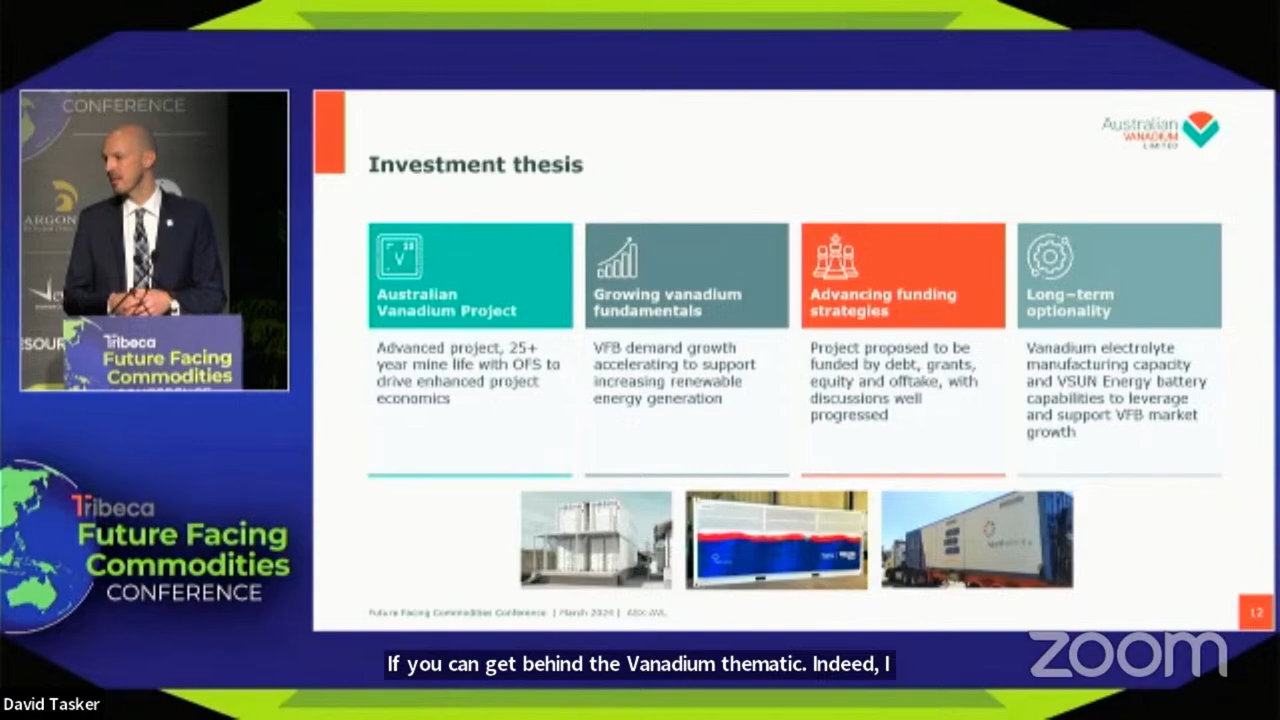 CONFERENCE
ARGON
Tribeca
Future Facing
Commodities
Tribeca
Future Facing
Commodities
CONFERENCE
Australian
VANADIUM
LIMITED
Investment thesis
V
Australian
Vanadium Project
Advanced project, 25+
year mine life with OFS to
drive enhanced project
economics
Growing vanadium
fundamentals
VFB demand growth
accelerating to support
increasing renewable
energy generation
Advancing funding
strategies
Project proposed to be
funded by debt, grants,
equity and offtake, with
discussions well
progressed
Long-term
optionality
Vanadium electrolyte
manufacturing capacity
and VSUN Energy battery
capabilities to leverage
and support VFB market
growth
Future Facing Commodities Conference | March 2024 | ASX:AVL
12
If you can get behind the Vanadium thematic. Indeed, I
zoom
David Tasker